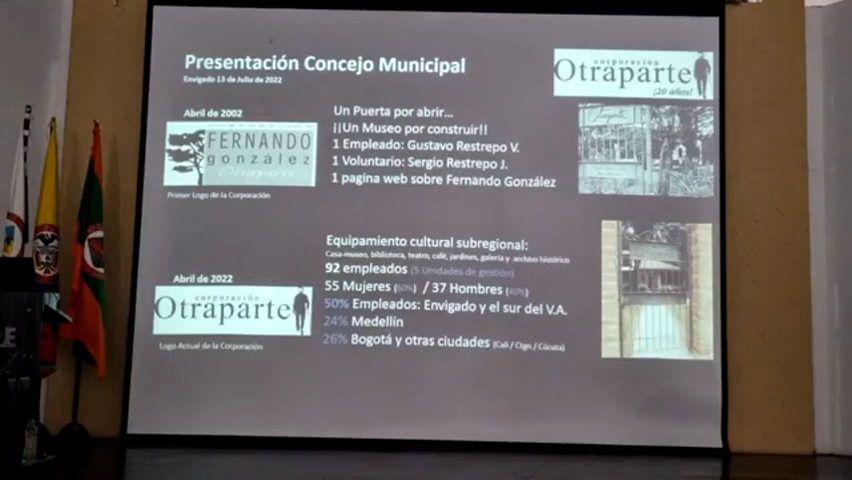 Presentación Concejo Municipal
Envigado 13 de Julio de 2022
corporación
Otraparte
¡20 años!
Abril de 2002
FERNANDO
gonzalez
Otraparte
Primer Logo de la Corporación
Un Puerta por abrir...
¡¡Un Museo por construir!!
1 Empleado: Gustavo Restrepo V.
1 Voluntario: Sergio Restrepo J.
1 pagina web sobre Fernando González
Equipamiento cultural subregional:
Casa-museo, biblioteca, teatro, café, jardines, galería y archivo histórico
92 empleados (5 Unidades de gestión)
55 Mujeres (60%) / 37 Hombres (40%)
50% Empleados: Envigado y el sur del V.A.
24% Medellín
26% Bogotá y otras ciudades (Cali / Ctgn / Cúcuta)
Abril de 2022
corporación
Otraparte
Logo Actual de la Corporación